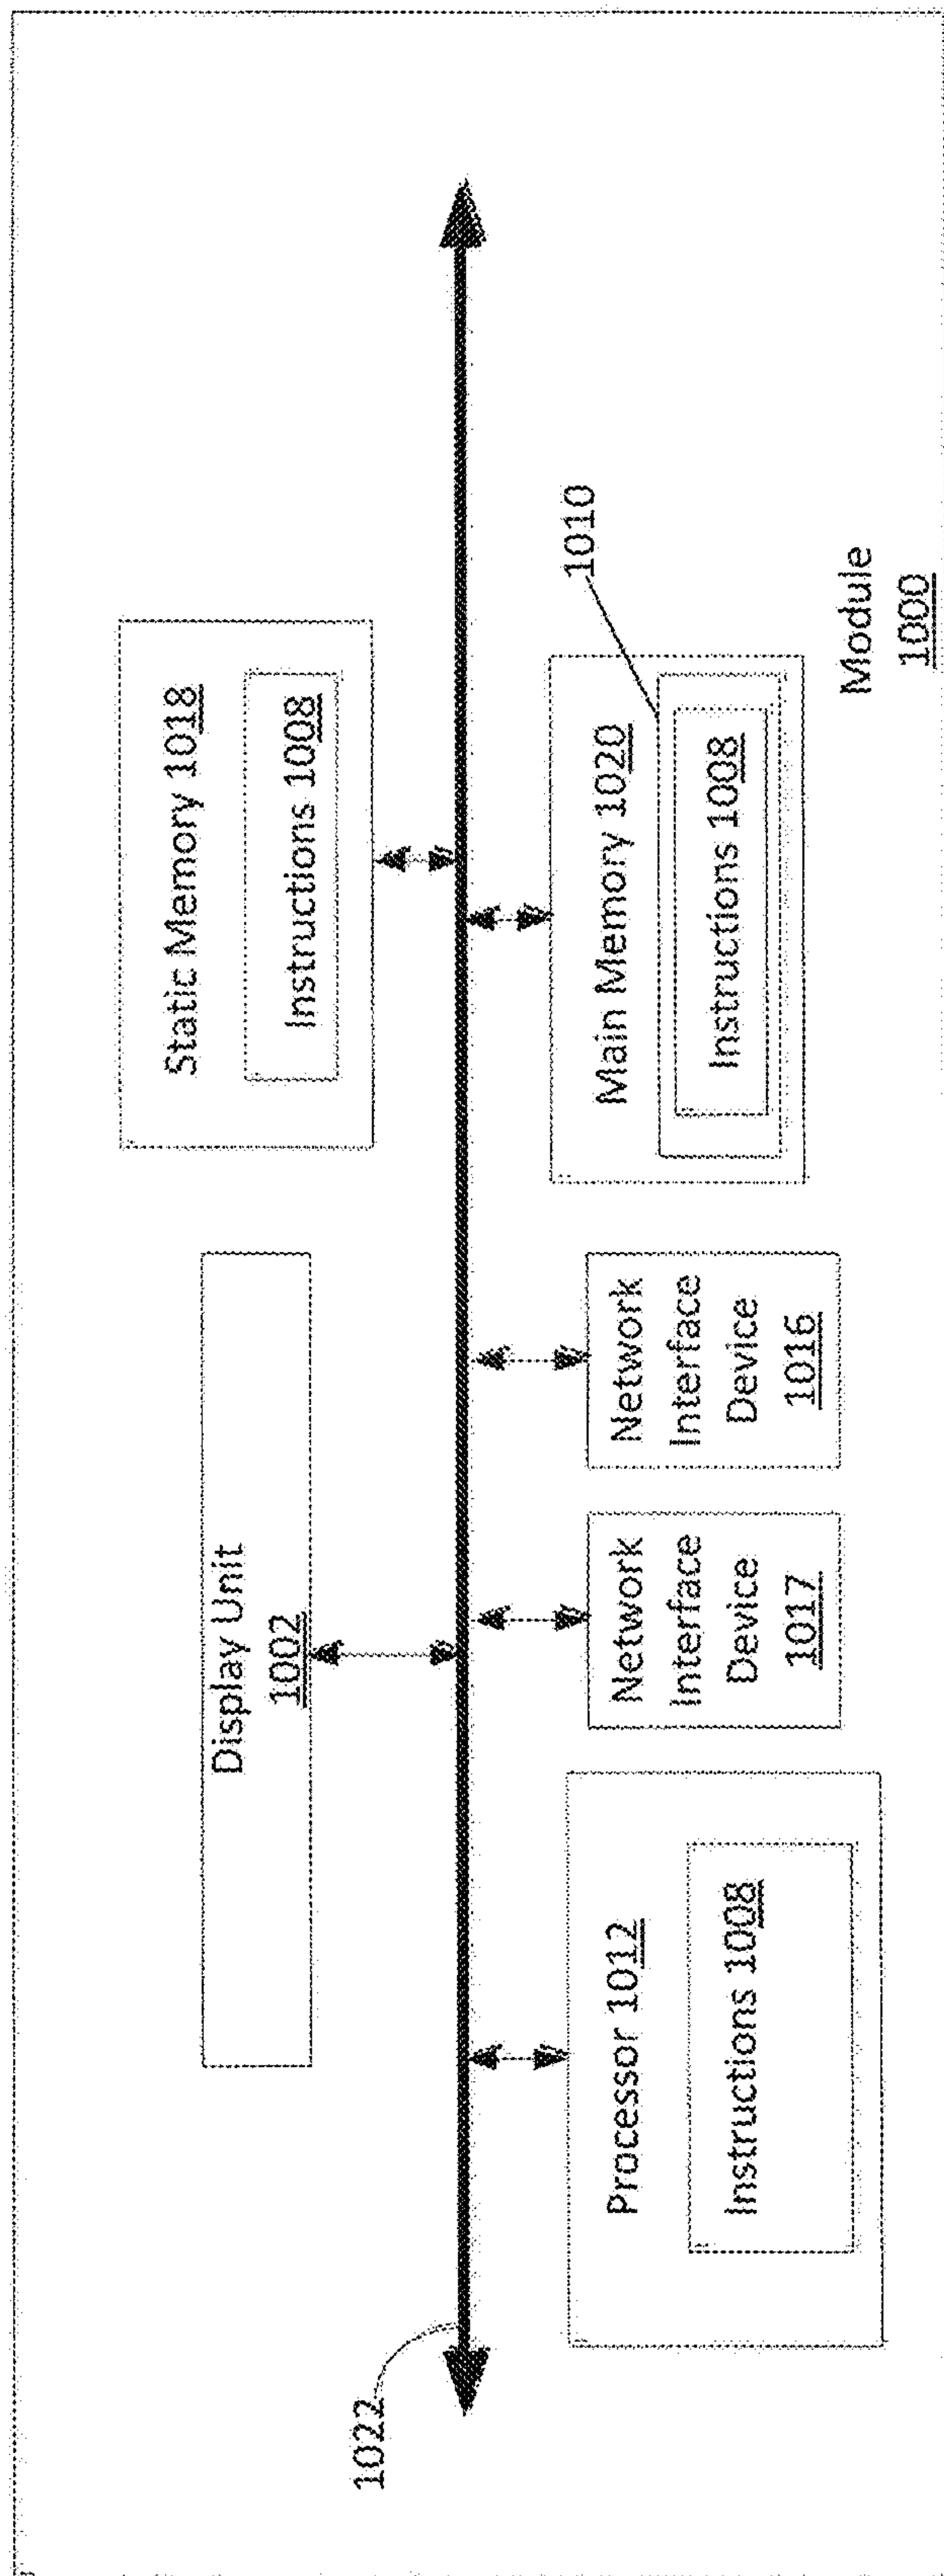 Display Unit
1002
Static Memory 1018
Instructions 1008
1022
Processor 1012
Instructions 1008
Network
Interface
Device
1017
Network
Interface
Device
1016
Main Memory 1020
Instructions 1008
1010
Module
1000